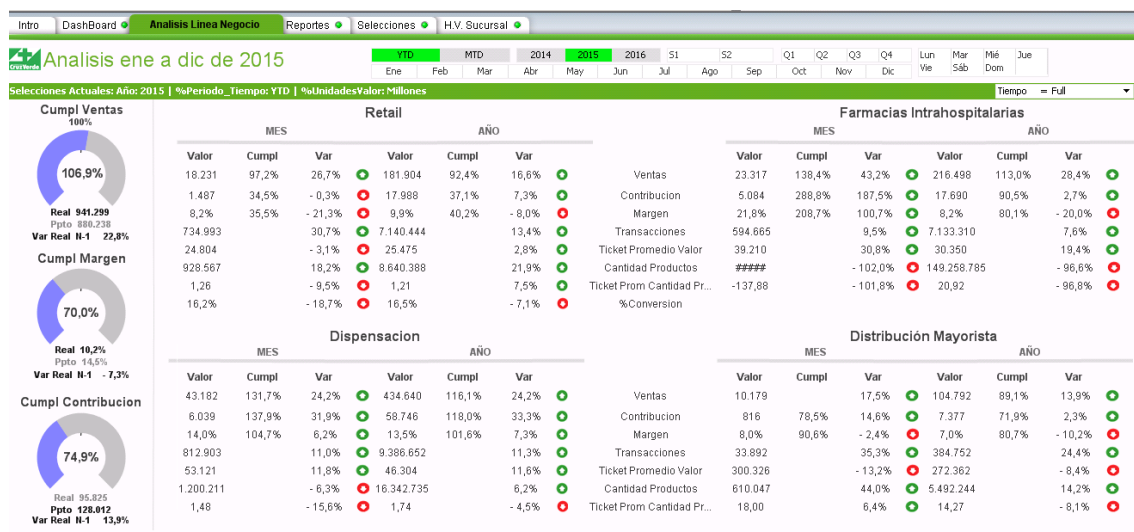 Intro DashBoard Analisis Linea Negocio Reportes Selecciones H.V. Sucursal
CruzVerde Analisis ene a dic de 2015
YTD MTD 2014 2015 2016 S1 S2 Q1 Q2 Q3 Q4 Lun Mar Mié Jue
Ene Feb Mar Abr May Jun Jul Ago Sep Oct Nov Dic Vie Sáb Dom
Selecciones Actuales: Año: 2015 | %Periodo_Tiempo: YTD | %UnidadesValor: Millones Tiempo = Full
Cumpl Ventas
100%
106,9%
Real 941.299
Ppto 880.238
Var Real N-1 22,8%
Cumpl Margen
70,0%
Real 10,2%
Ppto 14,5%
Var Real N-1 - 7,3%
Cumpl Contribucion
74,9%
Real 95.825
Ppto 128.012
Var Real N-1 13,9%
Retail Farmacias Intrahospitalarias
MES AÑO MES AÑO
Valor Cumpl Var Valor Cumpl Var Valor Cumpl Var Valor Cumpl Var
18.231 97,2% 26,7% 181.904 92,4% 16,6% Ventas 23.317 138,4% 43,2% 216.498 113,0% 28,4%
1.487 34,5% - 0,3% 17.988 37,1% 7,3% Contribucion 5.084 288,8% 187,5% 17.690 90,5% 2,7%
8,2% 35,5% - 21,3% 9,9% 40,2% - 8,0% Margen 21,8% 208,7% 100,7% 8,2% 80,1% - 20,0%
734.993 30,7% 7.140.444 13,4% Transacciones 594.665 9,5% 7.133.310 7,6%
24.804 - 3,1% 25.475 2,8% Ticket Promedio Valor 39.210 30,8% 30.350 19,4%
928.567 18,2% 8.640.388 21,9% Cantidad Productos ##### - 102,0% 149.258.785 - 96,6%
1,26 - 9,5% 1,21 7,5% Ticket Prom Cantidad Pr... -137,88 - 101,8% 20,92 - 96,8%
16,2% - 18,7% 16,5% - 7,1% %Conversion
Dispensacion Distribución Mayorista
MES AÑO MES AÑO
Valor Cumpl Var Valor Cumpl Var Valor Cumpl Var Valor Cumpl Var
43.182 131,7% 24,2% 434.640 116,1% 24,2% Ventas 10.179 17,5% 104.792 89,1% 13,9%
6.039 137,9% 31,9% 58.746 118,0% 33,3% Contribucion 816 78,5% 14,6% 7.377 71,9% 2,3%
14,0% 104,7% 6,2% 13,5% 101,6% 7,3% Margen 8,0% 90,6% - 2,4% 7,0% 80,7% - 10,2%
812.903 11,0% 9.386.652 11,3% Transacciones 33.892 35,3% 384.752 24,4%
53.121 11,8% 46.304 11,6% Ticket Promedio Valor 300.326 - 13,2% 272.362 - 8,4%
1.200.211 - 6,3% 16.342.735 6,2% Cantidad Productos 610.047 44,0% 5.492.244 14,2%
1,48 - 15,6% 1,74 - 4,5% Ticket Prom Cantidad Pr... 18,00 6,4% 14,27 - 8,1%